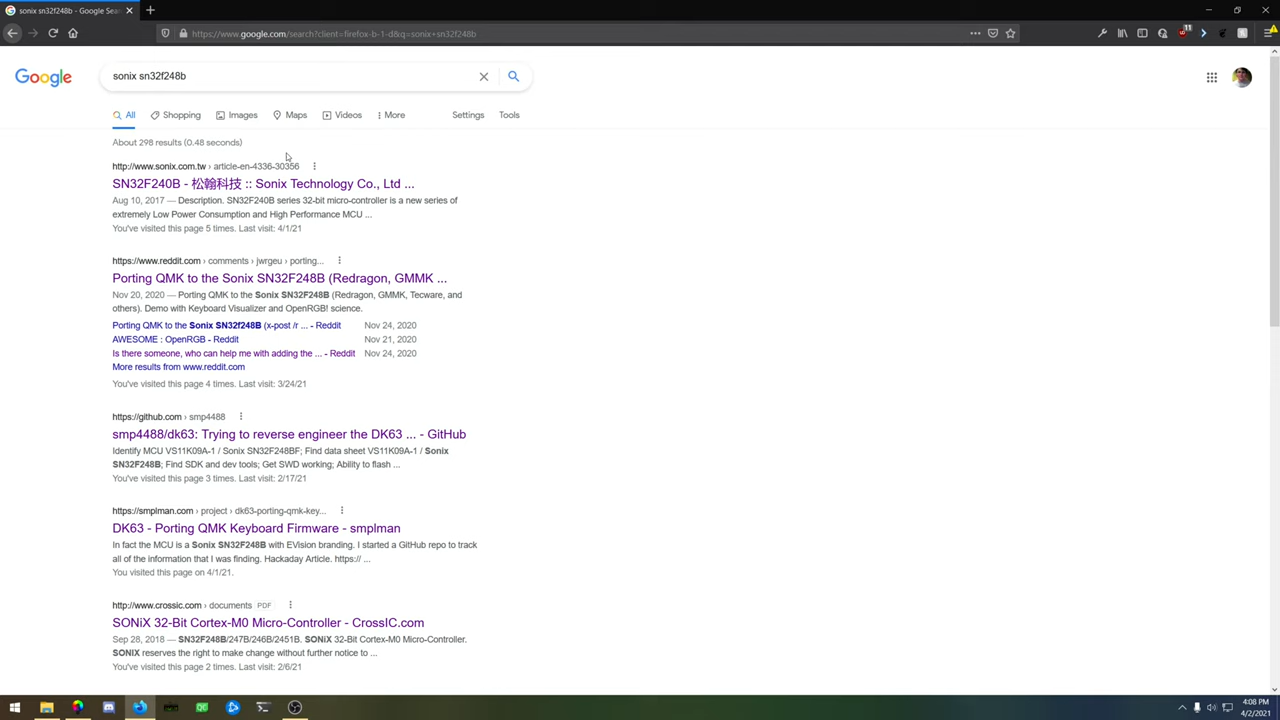 sonix sn32f248b - Google Sea
https://www.google.com/search?client=firefox-b-1-d&q=sonix+sn32f248b
11
Google
sonix sn32f248b
All
Shopping
Images
Maps
Videos
More
Settings
Tools
About 298 results (0.48 seconds)
http://www.sonix.com.tw › article-en-4336-30356
SN32F240B - 松翰科技 :: Sonix Technology Co., Ltd ...
Aug 10, 2017 — Description. SN32F240B series 32-bit micro-controller is a new series of
extremely Low Power Consumption and High Performance MCU ...
You've visited this page 5 times. Last visit: 4/1/21
https://www.reddit.com › comments › jwrgeu › porting...
Porting QMK to the Sonix SN32F248B (Redragon, GMMK ...
Nov 20, 2020 — Porting QMK to the Sonix SN32F248B (Redragon, GMMK, Tecware, and
others). Demo with Keyboard Visualizer and OpenRGB! science.
Porting QMK to the Sonix SN32f248B (x-post /r ... - Reddit Nov 24, 2020
AWESOME : OpenRGB - Reddit Nov 21, 2020
Is there someone, who can help me with adding the ... - Reddit Nov 24, 2020
More results from www.reddit.com
You've visited this page 4 times. Last visit: 3/24/21
https://github.com › smp4488
smp4488/dk63: Trying to reverse engineer the DK63 ... - GitHub
Identify MCU VS11K09A-1 / Sonix SN32F248BF; Find data sheet VS11K09A-1 / Sonix
SN32F248B; Find SDK and dev tools; Get SWD working; Ability to flash ...
You've visited this page 3 times. Last visit: 2/17/21
https://smplman.com › project › dk63-porting-qmk-key...
DK63 - Porting QMK Keyboard Firmware - smplman
In fact the MCU is a Sonix SN32F248B with EVision branding. I started a GitHub repo to track
all of the information that I was finding. Hackaday Article. https:// ...
You visited this page on 4/1/21.
http://www.crossic.com › documents PDF
SONiX 32-Bit Cortex-M0 Micro-Controller - CrossIC.com
Sep 28, 2018 — SN32F248B/247B/246B/2451B. SONiX 32-Bit Cortex-M0 Micro-Controller.
SONIX reserves the right to make change without further notice to ...
You've visited this page 2 times. Last visit: 2/6/21
4:08 PM
4/2/2021